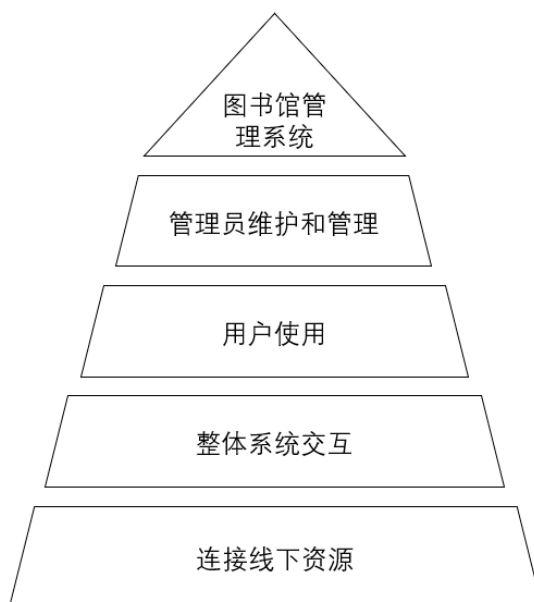 图书馆管
理系统
管理员维护和管理
用户使用
整体系统交互
连接线下资源